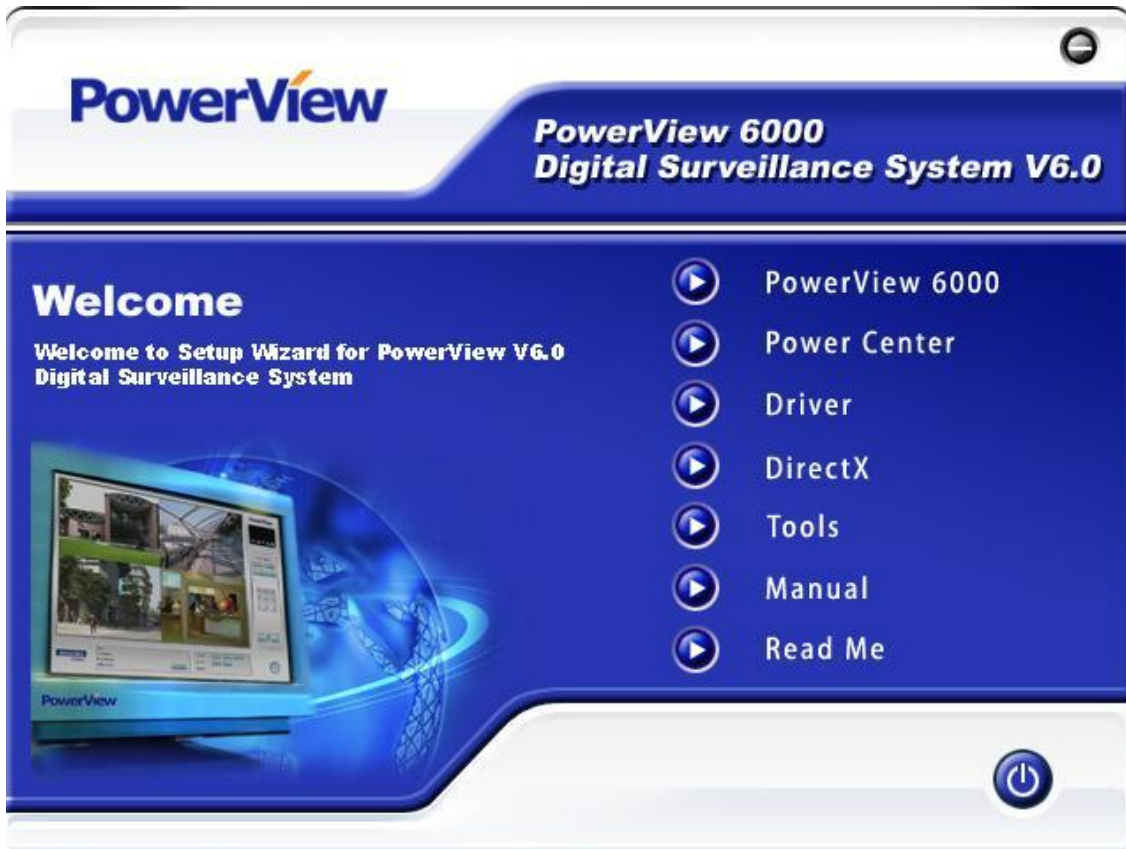 PowerView
PowerView 6000
Digital Surveillance System V6.0
Welcome
Welcome to Setup Wizard for PowerView V6.0
Digital Surveillance System
PowerView 6000
Power Center
Driver
DirectX
Tools
Manual
Read Me
PowerView